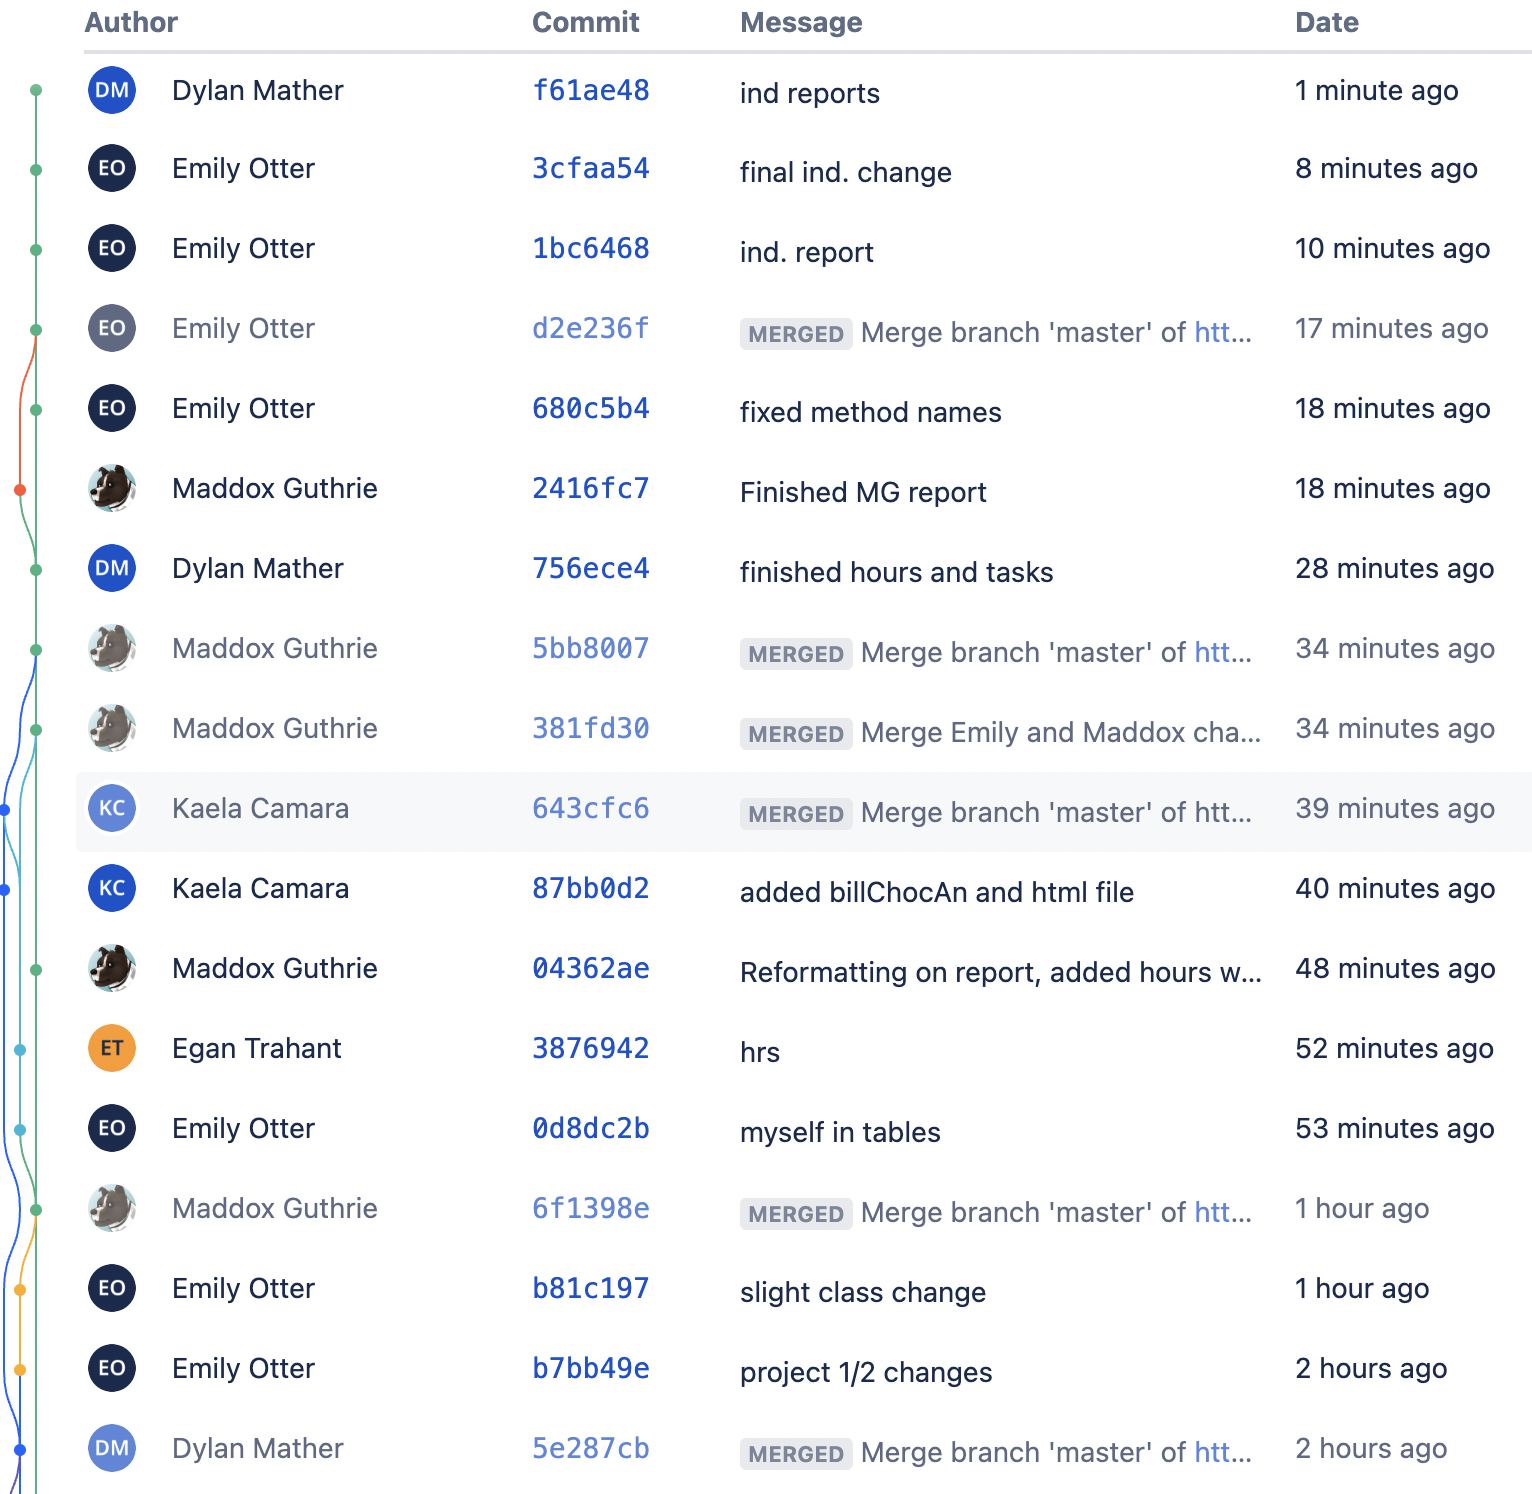 Author Commit Message Date
DM Dylan Mather f61ae48 ind reports 1 minute ago
EO Emily Otter 3cfaa54 final ind. change 8 minutes ago
EO Emily Otter 1bc6468 ind. report 10 minutes ago
EO Emily Otter d2e236f MERGED Merge branch 'master' of htt... 17 minutes ago
EO Emily Otter 680c5b4 fixed method names 18 minutes ago
Maddox Guthrie 2416fc7 Finished MG report 18 minutes ago
DM Dylan Mather 756ece4 finished hours and tasks 28 minutes ago
Maddox Guthrie 5bb8007 MERGED Merge branch 'master' of htt... 34 minutes ago
Maddox Guthrie 381fd30 MERGED Merge Emily and Maddox cha... 34 minutes ago
KC Kaela Camara 643cfc6 MERGED Merge branch 'master' of htt... 39 minutes ago
KC Kaela Camara 87bb0d2 added billChocAn and html file 40 minutes ago
Maddox Guthrie 04362ae Reformatting on report, added hours w... 48 minutes ago
ET Egan Trahant 3876942 hrs 52 minutes ago
EO Emily Otter 0d8dc2b myself in tables 53 minutes ago
Maddox Guthrie 6f1398e MERGED Merge branch 'master' of htt... 1 hour ago
EO Emily Otter b81c197 slight class change 1 hour ago
EO Emily Otter b7bb49e project 1/2 changes 2 hours ago
DM Dylan Mather 5e287cb MERGED Merge branch 'master' of htt... 2 hours ago